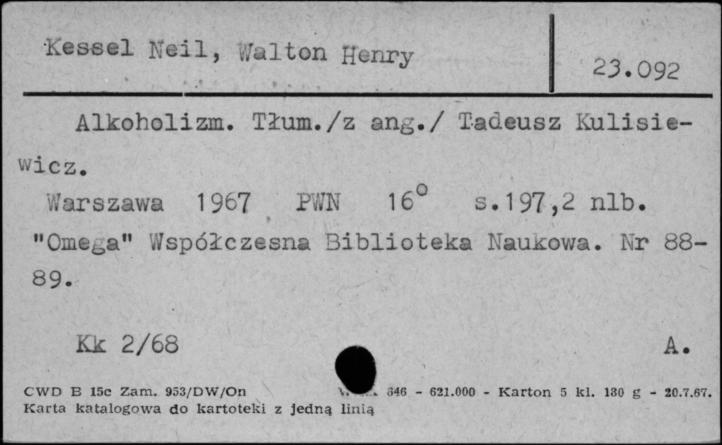 Kessel Neil, Walton Henry
23.092
Alkoholizm. Tłum./z ang./ Tadeusz Kulisie-
wicz.
Warszawa 1967 PWN 16° s.197,2 nlb.
"Omega" Współczesna Biblioteka Naukowa. Nr 88-
89.
Kk 2/68 A.
CWD B 15c Zam. 953/DW/On 646 - 621.000 - Karton 5 kl. 180 g - 20.7.67.
Karta katalogowa do kartoteki z jedną linią